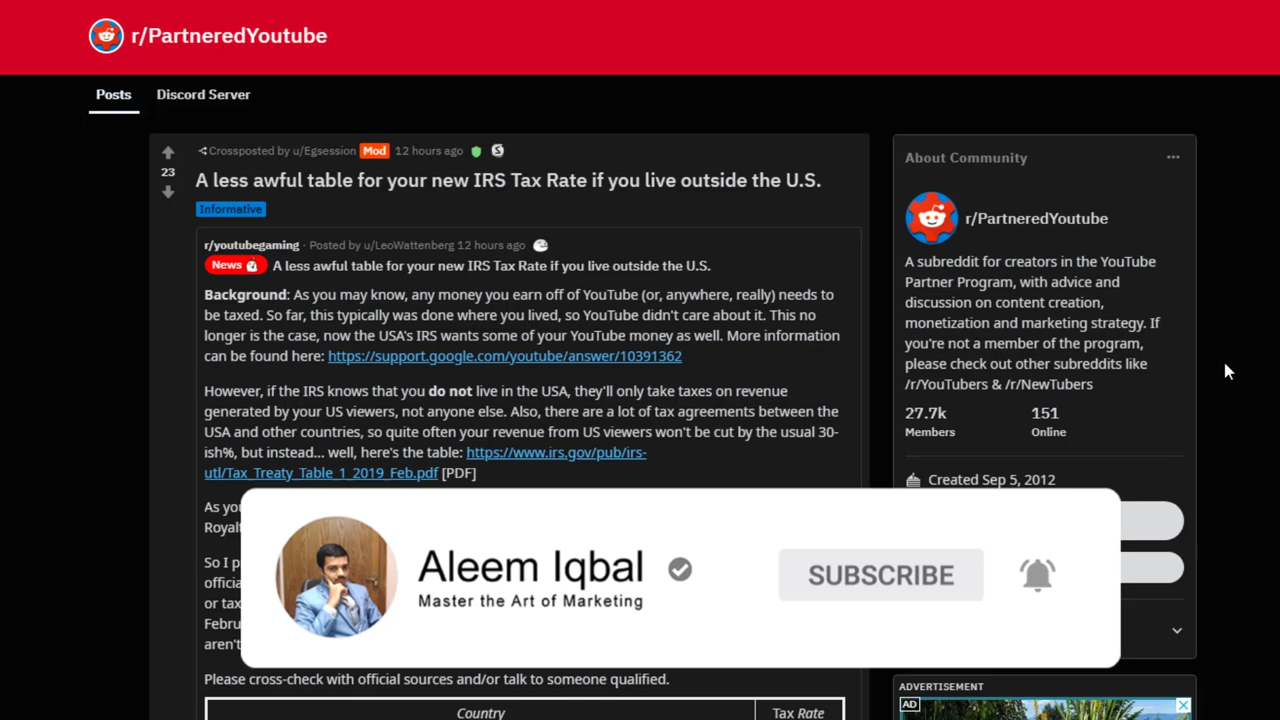 r/PartneredYoutube
Posts
Discord Server
Crossposted by u/Egsession Mod 12 hours ago
23
A less awful table for your new IRS Tax Rate if you live outside the U.S.
Informative
r/youtubegaming · Posted by u/LeoWattenberg 12 hours ago
News A less awful table for your new IRS Tax Rate if you live outside the U.S.
Background: As you may know, any money you earn off of YouTube (or, anywhere, really) needs to
be taxed. So far, this typically was done where you lived, so YouTube didn't care about it. This no
longer is the case, now the USA's IRS wants some of your YouTube money as well. More information
can be found here: https://support.google.com/youtube/answer/10391362
However, if the IRS knows that you do not live in the USA, they'll only take taxes on revenue
generated by your US viewers, not anyone else. Also, there are a lot of tax agreements between the
USA and other countries, so quite often your revenue from US viewers won't be cut by the usual 30-
ish%, but instead... well, here's the table: https://www.irs.gov/pub/irs-
utl/Tax_Treaty_Table_1_2019_Feb.pdf [PDF]
As
So I
or
aren't
Please cross-check with official sources and/or talk to someone qualified.
Country
Tax Rate
About Community
r/PartneredYoutube
A subreddit for creators in the YouTube
Partner Program, with advice and
discussion on content creation,
monetization and marketing strategy. If
you're not a member of the program,
please check out other subreddits like
/r/YouTubers & /r/NewTubers
27.7k
151
Members
Online
Created Sep 5, 2012
ADVERTISEMENT
AD
Aleem Iqbal
Master the Art of Marketing
SUBSCRIBE